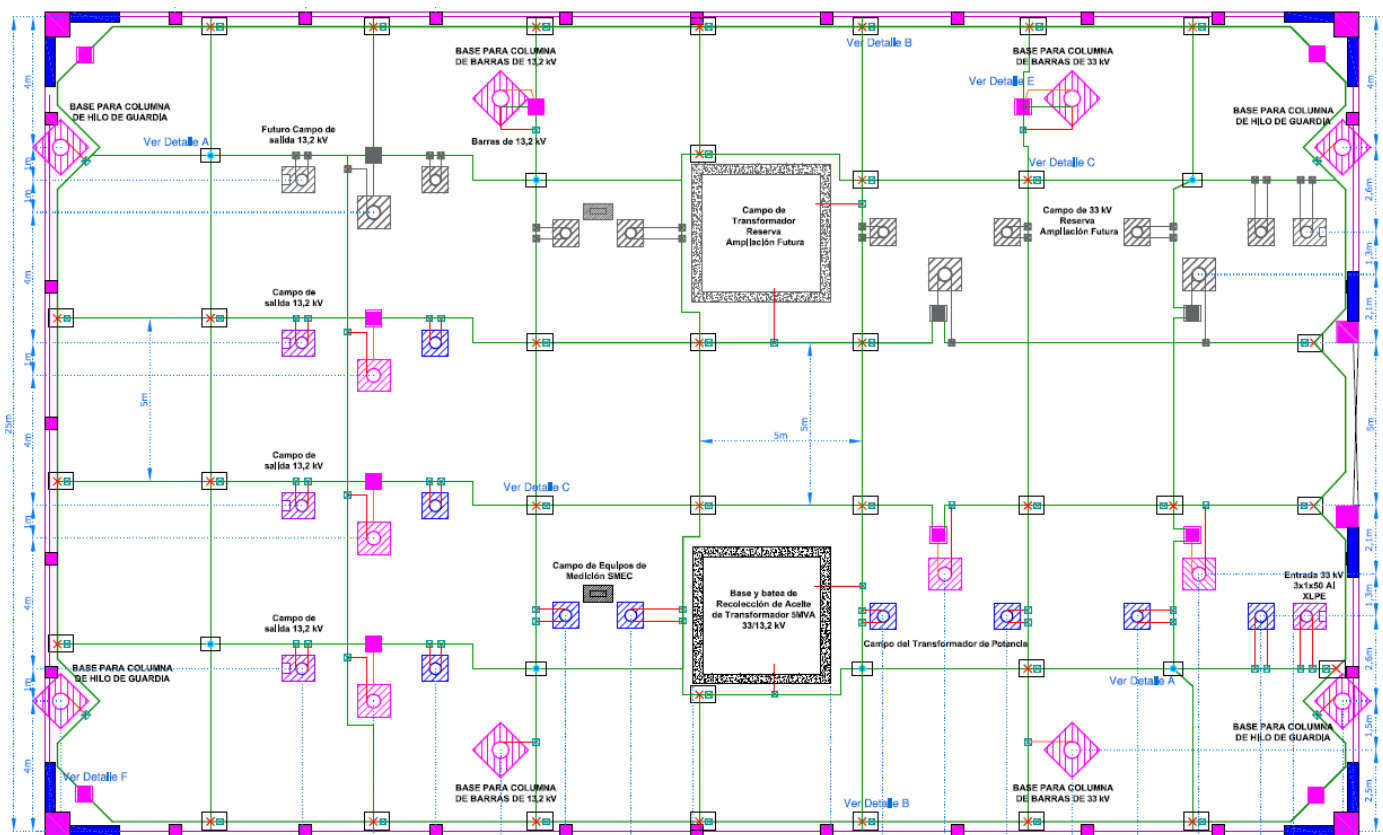 Ver Detalle B
BASE PARA COLUMNA
DE BARRAS DE 13,2 kV
BASE PARA COLUMNA
DE BARRAS DE 33 kV
4m
4m
Ver Detalle E
BASE PARA COLUMNA
DE HILO DE GUARDIA
BASE PARA COLUMNA
DE HILO DE GUARDIA
Ver Detalle A
Futuro Campo de
salida 13,2 kV
Barras de 13,2 kV
Ver Detalle C
1m
1m
2,6m
Campo de
Transformador
Reserva
Ampliación Futura
Campo de 33 kV
Reserva
Ampliación Futura
4m
1,3m
2,1m
Campo de
salida 13,2 kV
1m
5m
5m
5m
5m
25m
4m
Campo de
salida 13,2 kV
Ver Detalle C
1m
2,1m
Campo de Equipos de
Medición SMEC
Base y batea de
Recolección de Aceite
de Transformador 5MVA
33/13,2 kV
Entrada 33 kV
3x1x50 Al
XLPE
4m
1,3m
Campo de
salida 13,2 kV
Campo del Transformador de Potencia
2,6m
BASE PARA COLUMNA
DE HILO DE GUARDIA
Ver Detalle A
1m
BASE PARA COLUMNA
DE HILO DE GUARDIA
1,5m
4m
Ver Detalle F
BASE PARA COLUMNA
DE BARRAS DE 13,2 kV
BASE PARA COLUMNA
DE BARRAS DE 33 kV
2,5m
Ver Detalle B